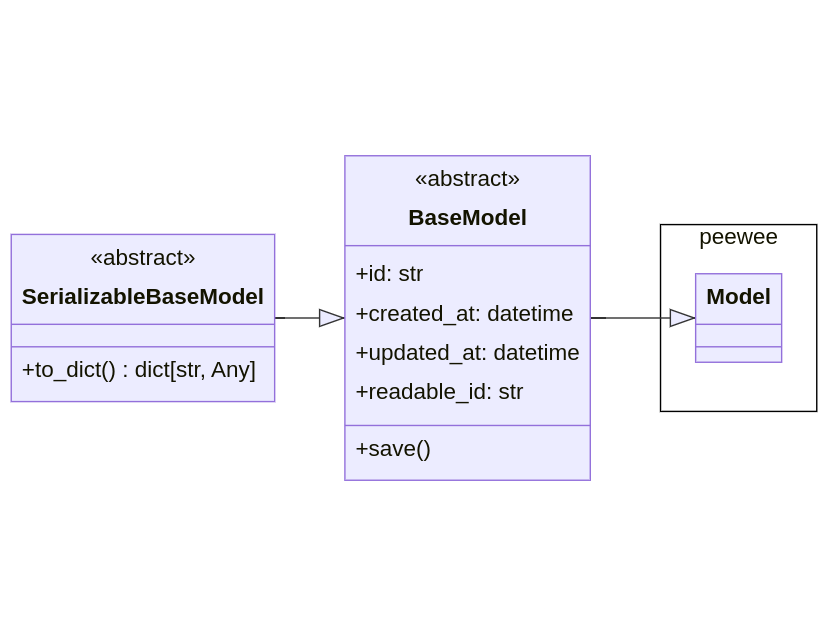 «abstract»
SerializableBaseModel
+to_dict() : dict[str, Any]
«abstract»
BaseModel
+id: str
+created_at: datetime
+updated_at: datetime
+readable_id: str
+save()
peewee
Model